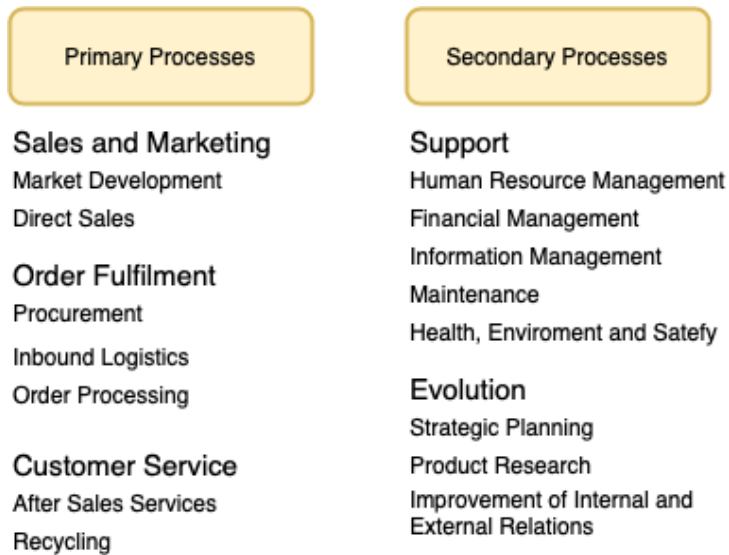 Primary Processes
Sales and Marketing
Market Development
Direct Sales
Order Fulfilment
Procurement
Inbound Logistics
Order Processing
Customer Service
After Sales Services
Recycling
Secondary Processes
Support
Human Resource Management
Financial Management
Information Management
Maintenance
Health, Enviroment and Satefy
Evolution
Strategic Planning
Product Research
Improvement of Internal and
External Relations